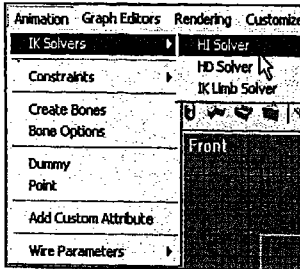 Animation Graph Editors Rendering Customize
IK Solvers HI Solver
HD Solver
Constraints IK Limb Solver
Create Bones
Bone Options
Front
Dummy
Point
Add Custom Attribute
Wire Parameters